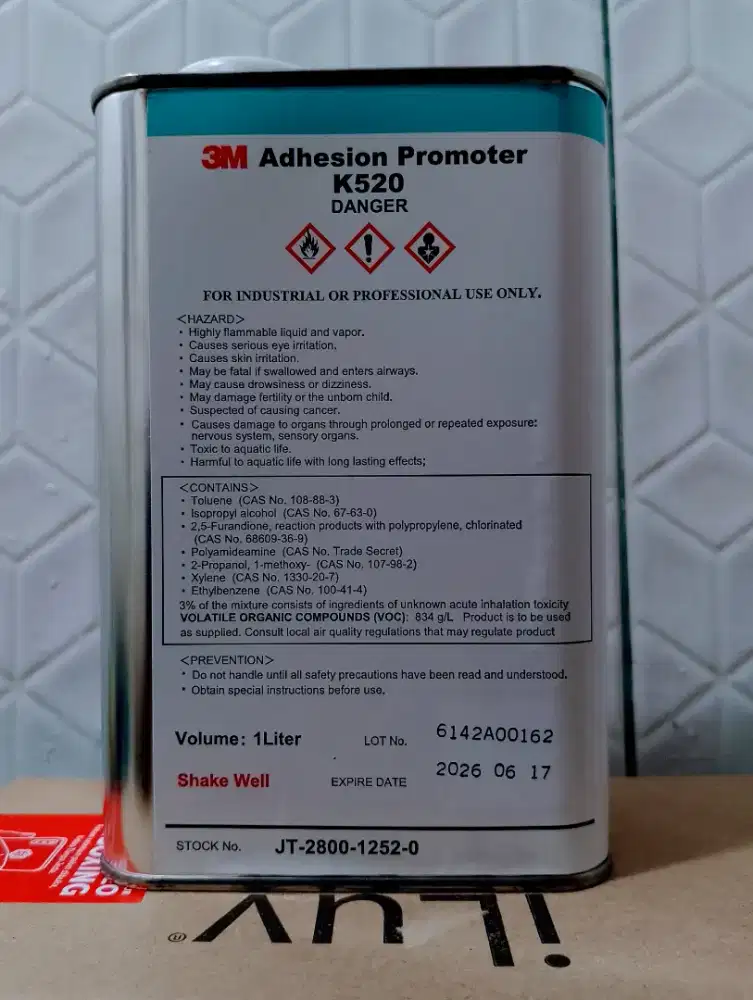 3M Adhesion Promoter
K520
DANGER
FOR INDUSTRIAL OR PROFESSIONAL USE ONLY.
<HAZARD>
• Highly flammable liquid and vapor.
• Causes serious eye irritation.
• Causes skin irritation.
• May be fatal if swallowed and enters airways.
• May cause drowsiness or dizziness.
• May damage fertility or the unborn child.
• Suspected of causing cancer.
• Causes damage to organs through prolonged or repeated exposure:
nervous system, sensory organs.
• Toxic to aquatic life.
• Harmful to aquatic life with long lasting effects;
<CONTAINS>
• Toluene (CAS No. 108-88-3)
• Isopropyl alcohol (CAS No. 67-63-0)
• 2,5-Furandione, reaction products with polypropylene, chlorinated
(CAS No. 68609-36-9)
• Polyamideamine (CAS No. Trade Secret)
• 2-Propanol, 1-methoxy- (CAS No. 107-98-2)
• Xylene (CAS No. 1330-20-7)
• Ethylbenzene (CAS No. 100-41-4)
3% of the mixture consists of ingredients of unknown acute inhalation toxicity
VOLATILE ORGANIC COMPOUNDS (VOC): 834 g/L Product is to be used
as supplied. Consult local air quality regulations that may regulate product
<PREVENTION>
• Do not handle until all safety precautions have been read and understood.
• Obtain special instructions before use.
Volume: 1Liter LOT No. 6142A00162
Shake Well EXPIRE DATE 2026 06 17
STOCK No. JT-2800-1252-0
iLuv®